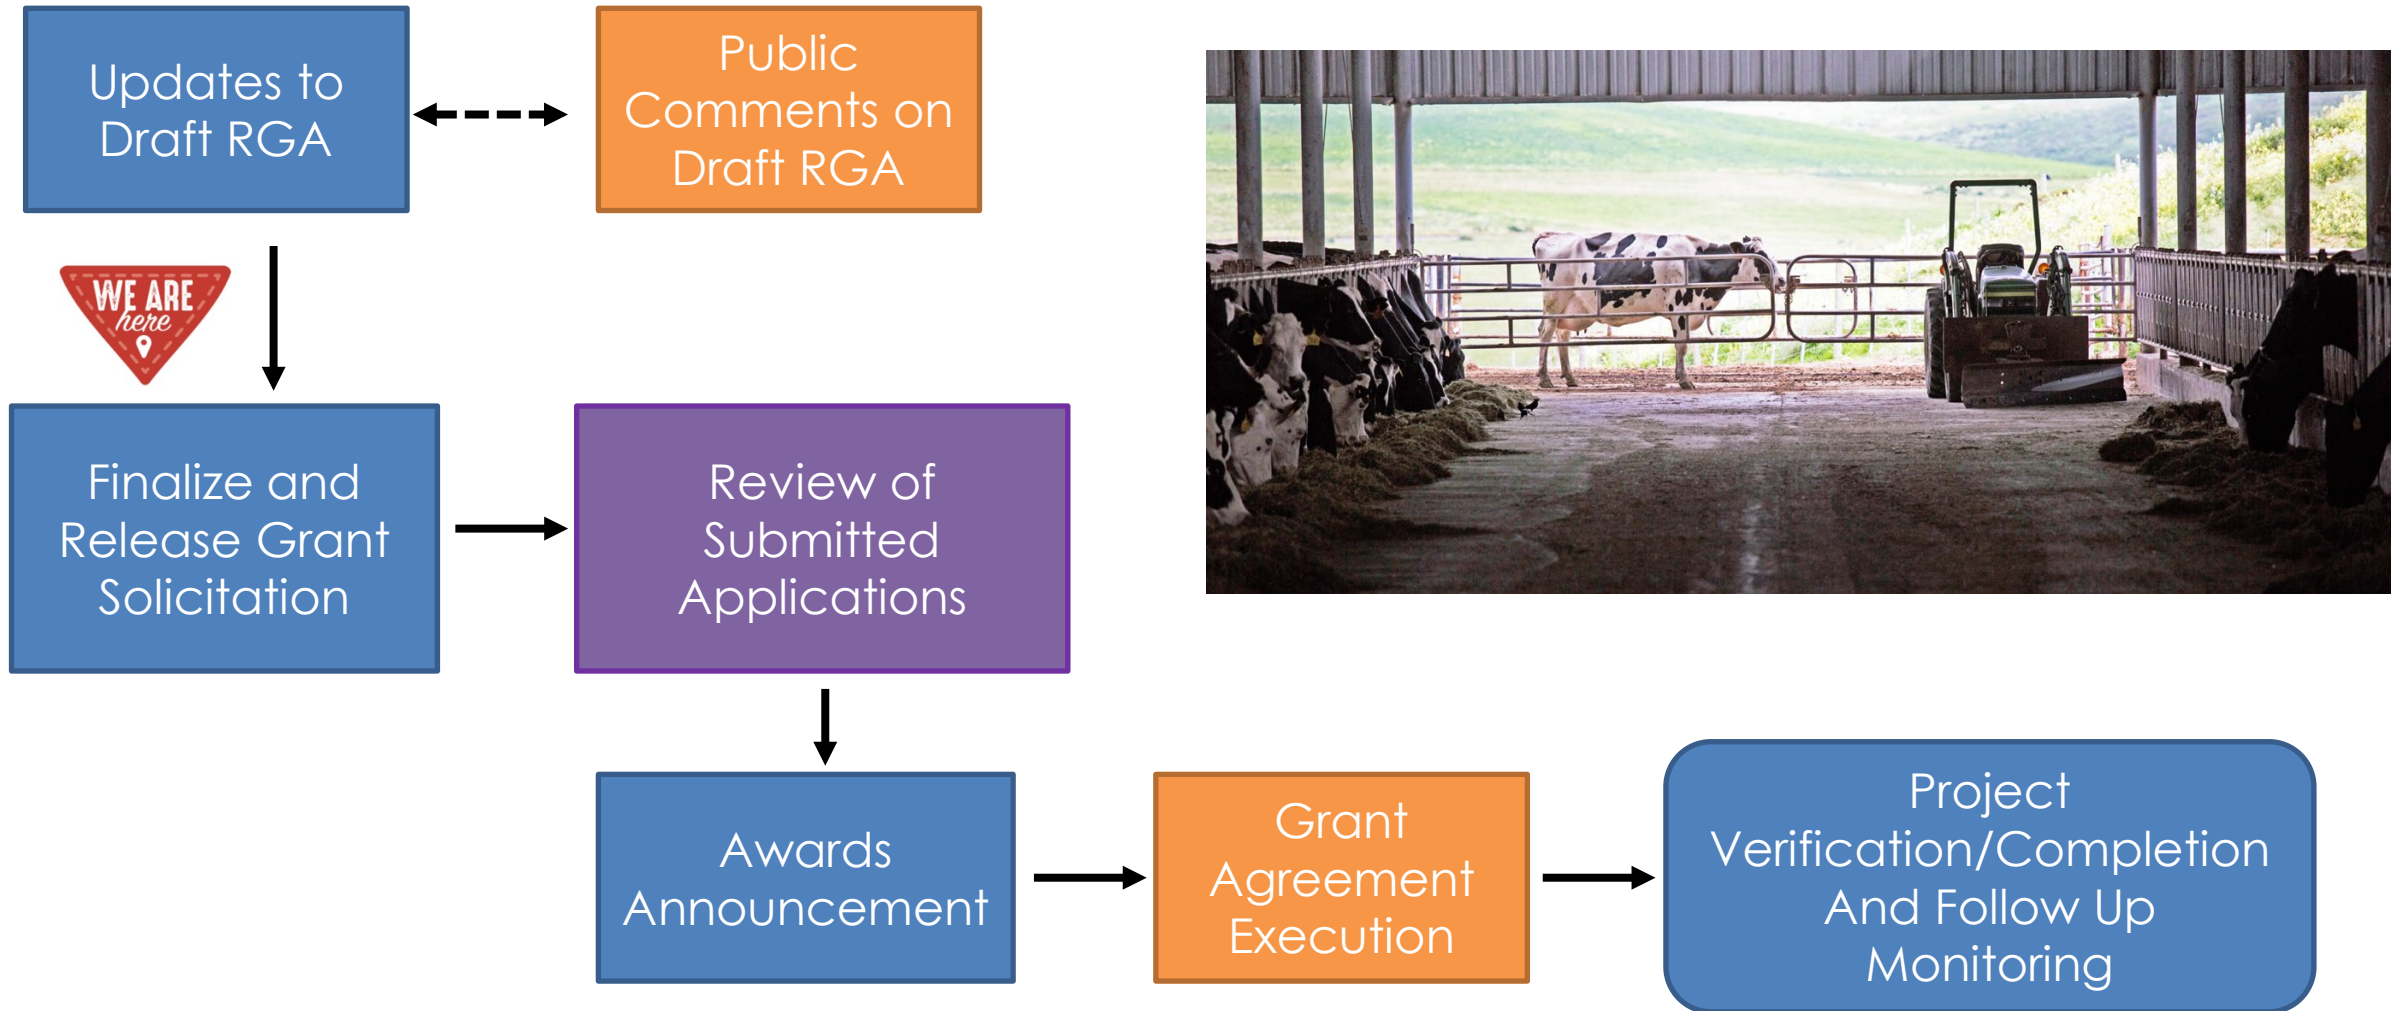 Updates to
Draft RGA
Public
Comments on
Draft RGA
WE ARE
here
Finalize and
Release Grant
Solicitation
Review of
Submitted
Applications
Awards
Announcement
Grant
Agreement
Execution
Project
Verification/Completion
And Follow Up
Monitoring